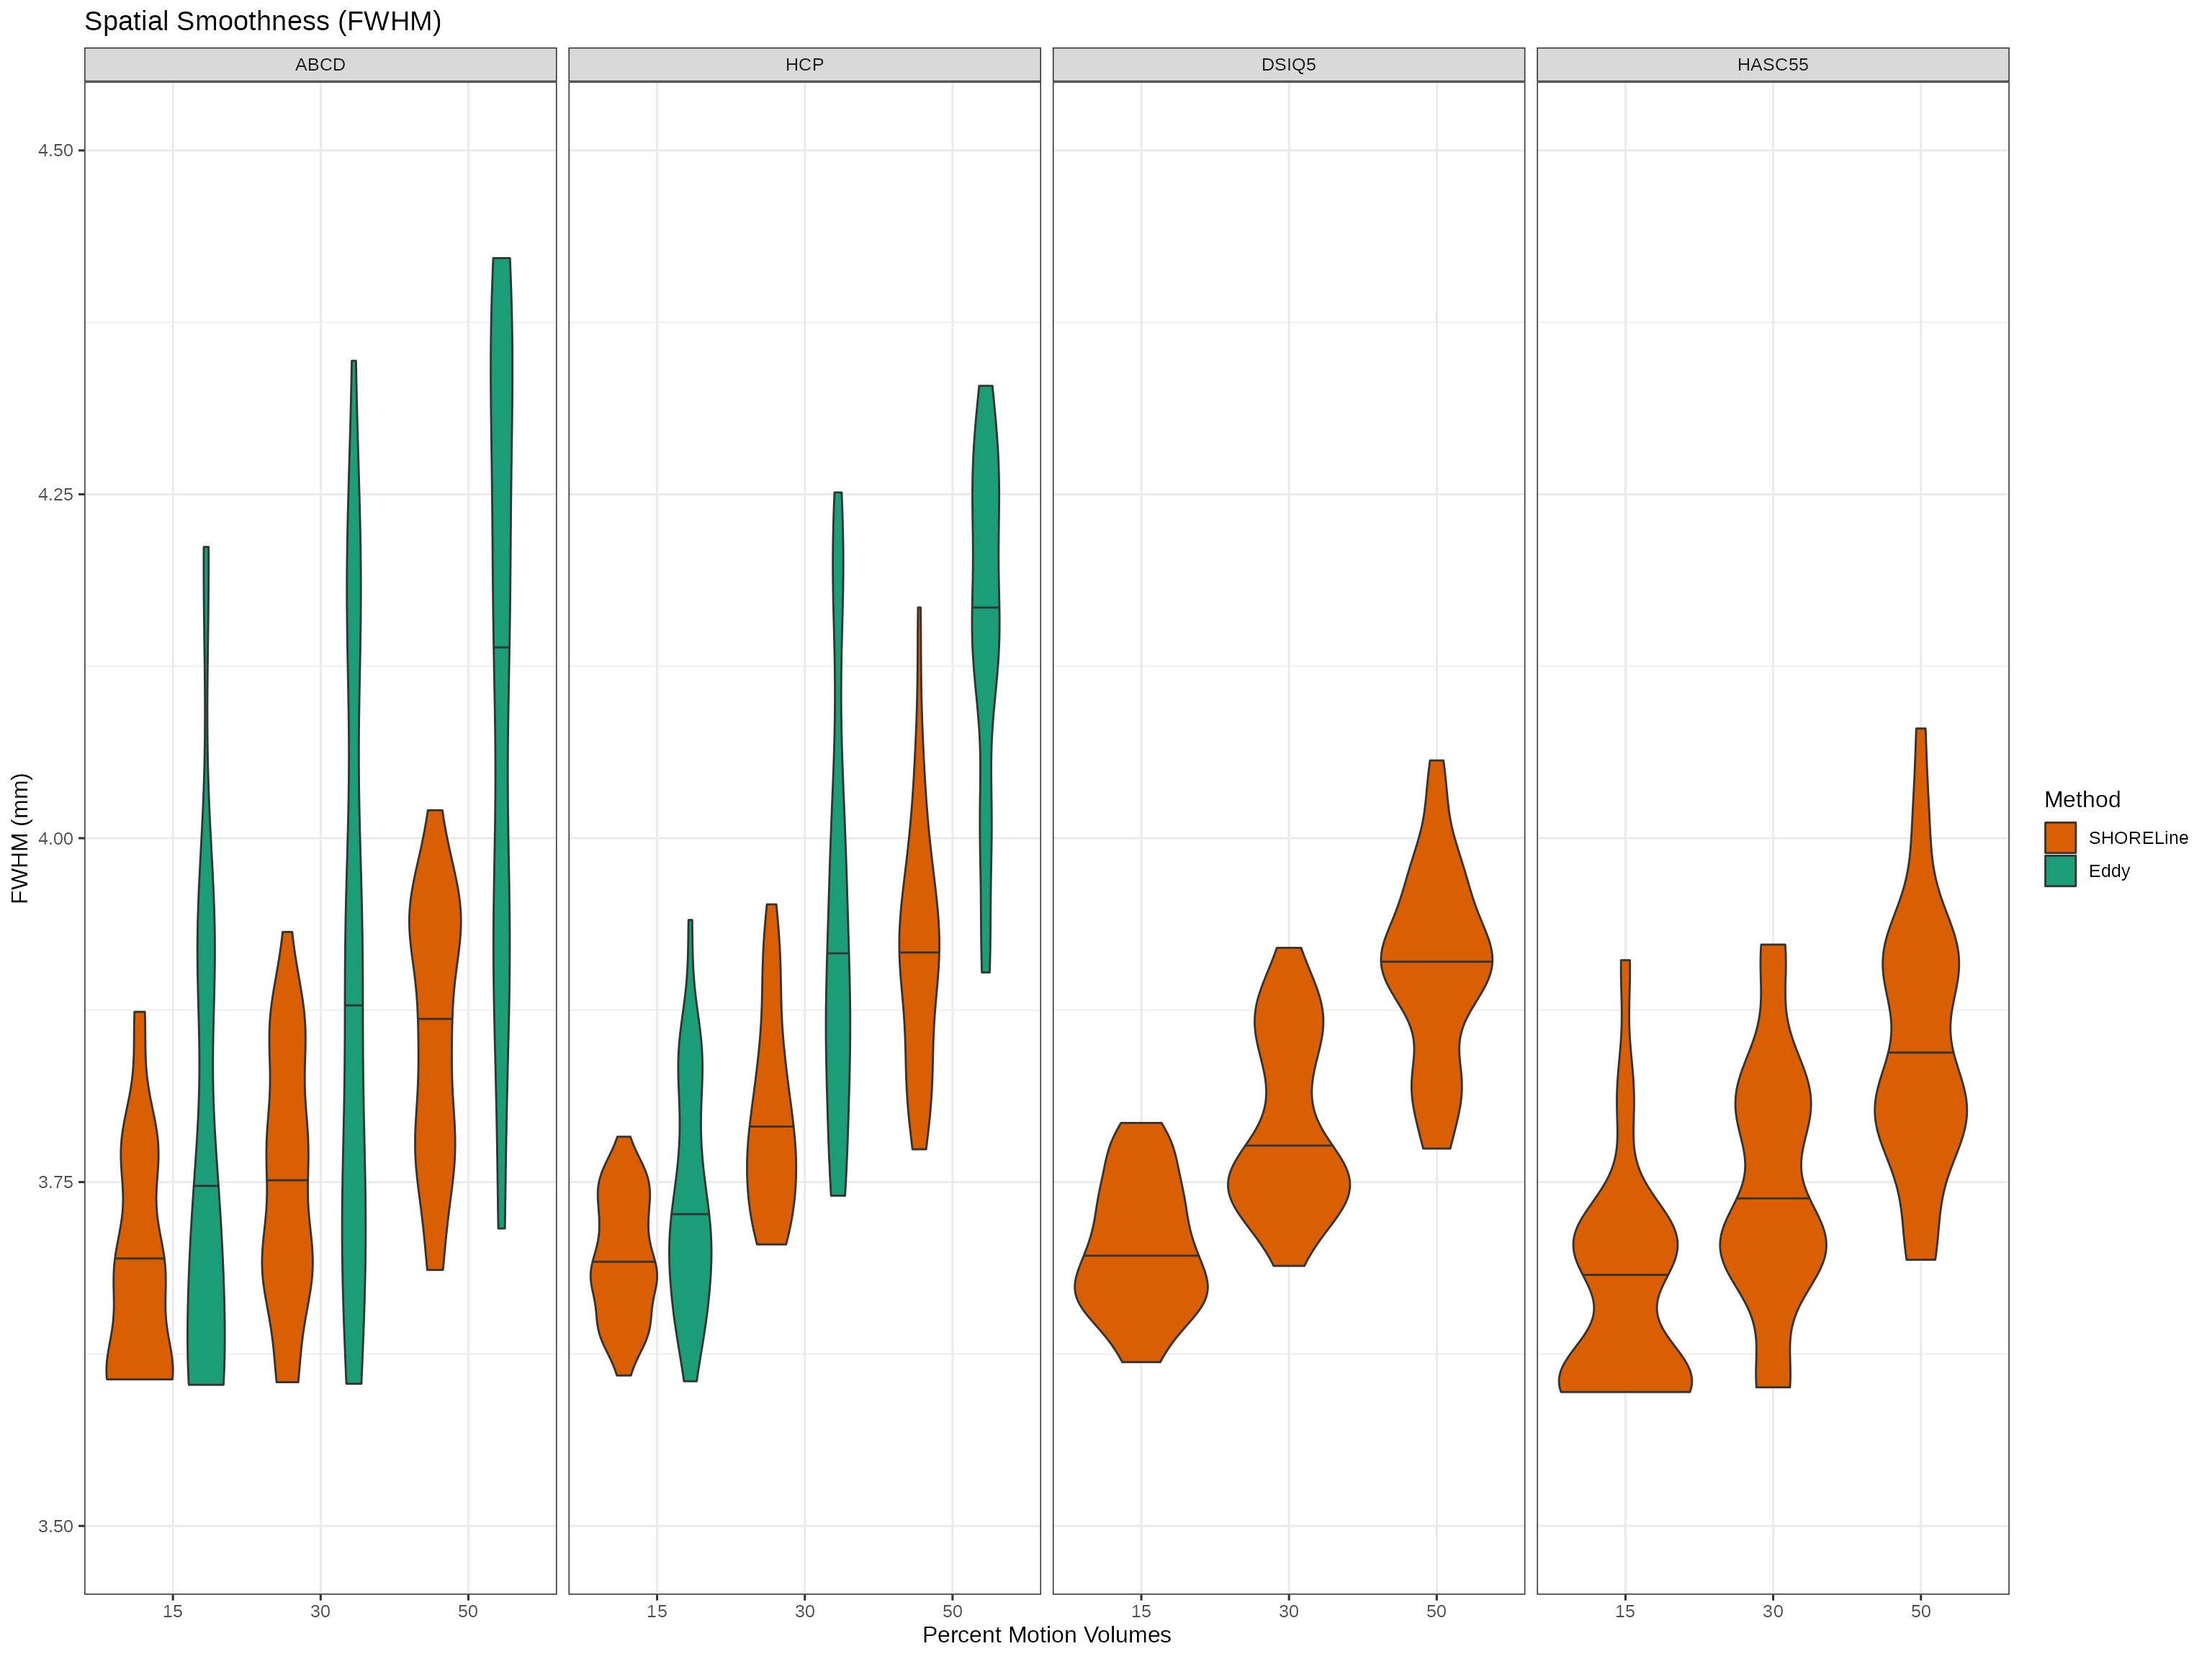 Spatial Smoothness (FWHM)
ABCD
HCP
DSIQ5
HASC55
4.50
4.25
4.00
3.75
3.50
FWHM (mm)
15 30 50
15 30 50
15 30 50
15 30 50
Percent Motion Volumes
Method
SHORELine
Eddy